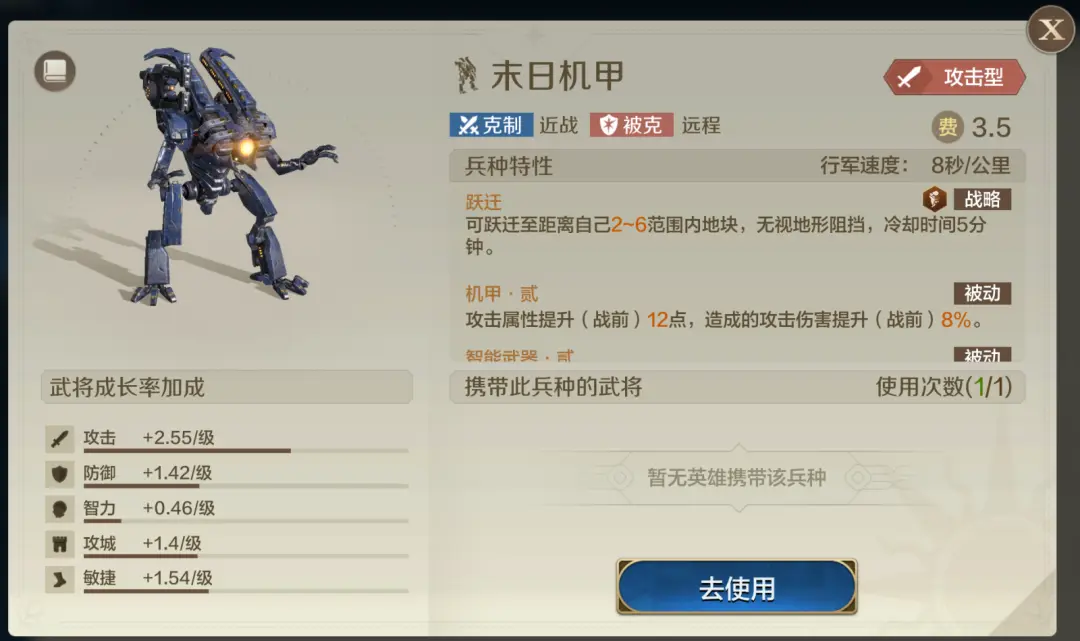 X
末日机甲
攻击型
克制 近战 被克 远程
费 3.5
兵种特性 行军速度： 8秒/公里
跃迁 战略
可跃迁至距离自己2~6范围内地块，无视地形阻挡，冷却时间5分
钟。
机甲·贰 被动
攻击属性提升（战前）12点，造成的攻击伤害提升（战前）8%。
智能武器·贰 被动
武将成长率加成
攻击 +2.55/级
防御 +1.42/级
智力 +0.46/级
攻城 +1.4/级
敏捷 +1.54/级
携带此兵种的武将 使用次数(1/1)
暂无英雄携带该兵种
去使用